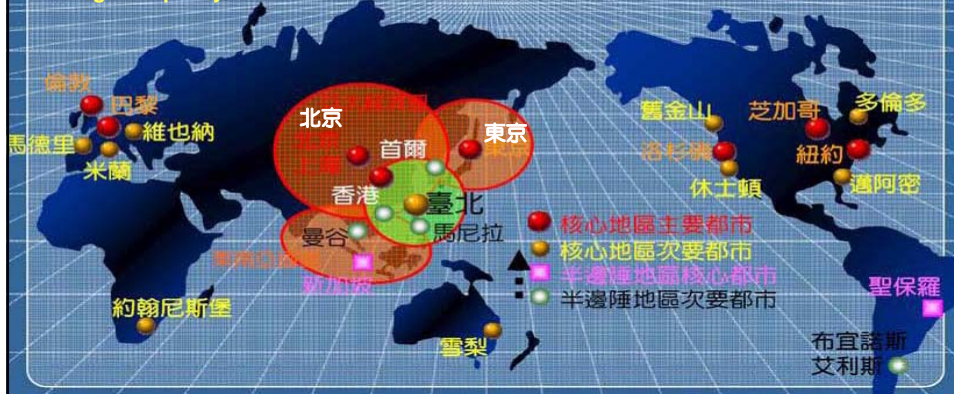 倫敦
巴黎
馬德里
維也納
米蘭
北京
首爾
東京
香港
臺北
曼谷
馬尼拉
新加坡
約翰尼斯堡
雪梨
舊金山
芝加哥
多倫多
洛杉磯
紐約
休士頓
邁阿密
聖保羅
布宜諾斯
艾利斯
核心地區主要都市
核心地區次要都市
半邊陲地區核心都市
半邊陲地區次要都市